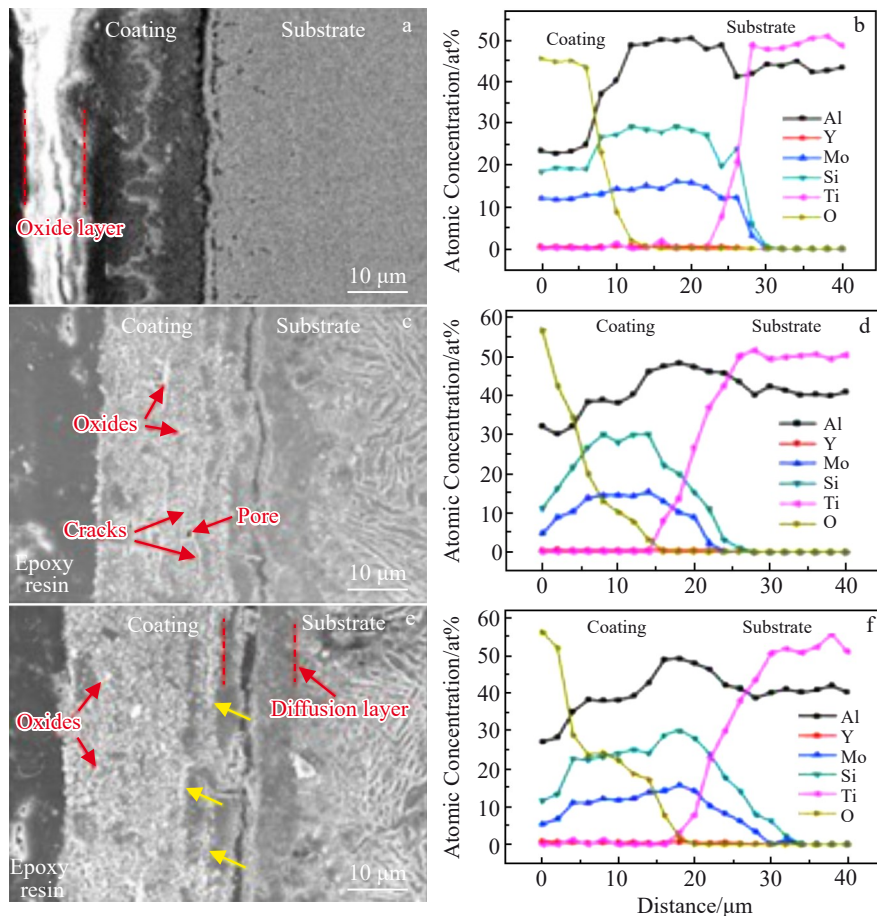 Coating
Substrate
a
Oxide layer
10 μm
b
Atomic Concentration/at%
50
40
30
20
10
0
Coating
Substrate
Al
Y
Mo
Si
Ti
O
0 10 20 30 40
Coating
Substrate
c
Oxides
Cracks
Pore
Epoxy
resin
10 μm
d
Atomic Concentration/at%
60
50
40
30
20
10
0
Coating
Substrate
Al
Y
Mo
Si
Ti
O
0 10 20 30 40
Coating
Substrate
e
Oxides
Diffusion layer
Epoxy
resin
10 μm
f
Atomic Concentration/at%
60
50
40
30
20
10
0
Coating
Substrate
Al
Y
Mo
Si
Ti
O
0 10 20 30 40
Distance/μm